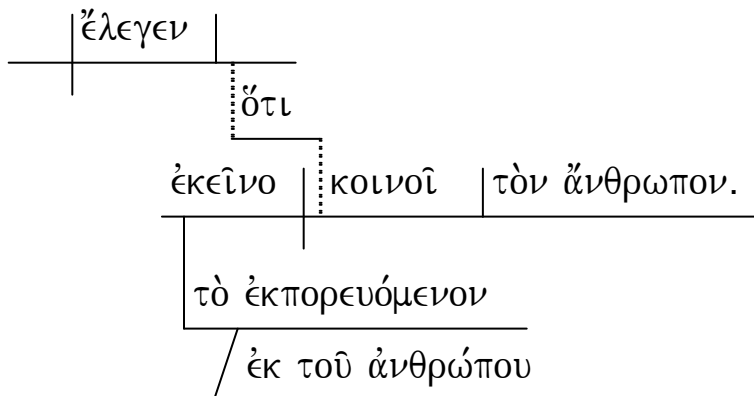 ἔλεγεν
ὅτι
ἐκεῖνο κοινοῖ τὸν ἄνθρωπον.
τὸ ἐκπορευόμενον
ἐκ τοῦ ἀνθρώπου